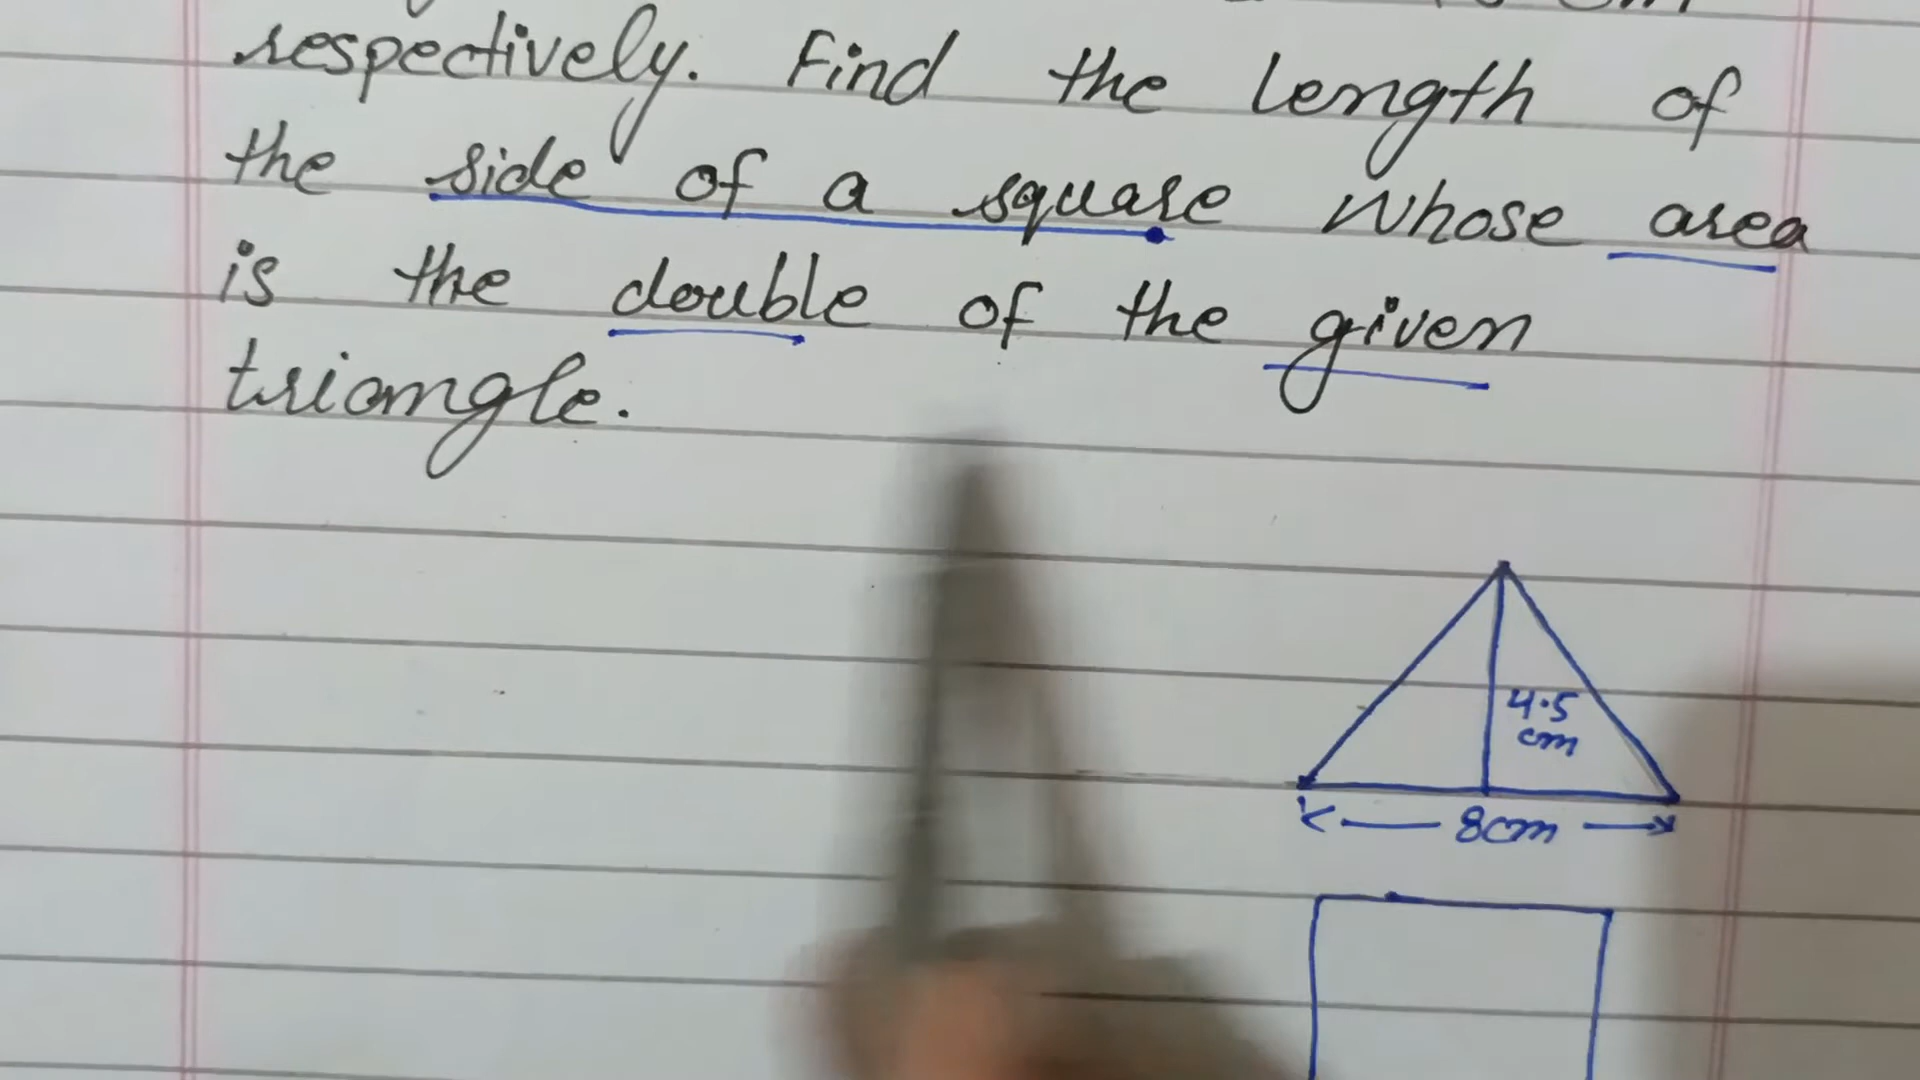 respectively. Find the length of
the side of a square whose area
is the double of the given
triangle.
4.5
cm
8cm